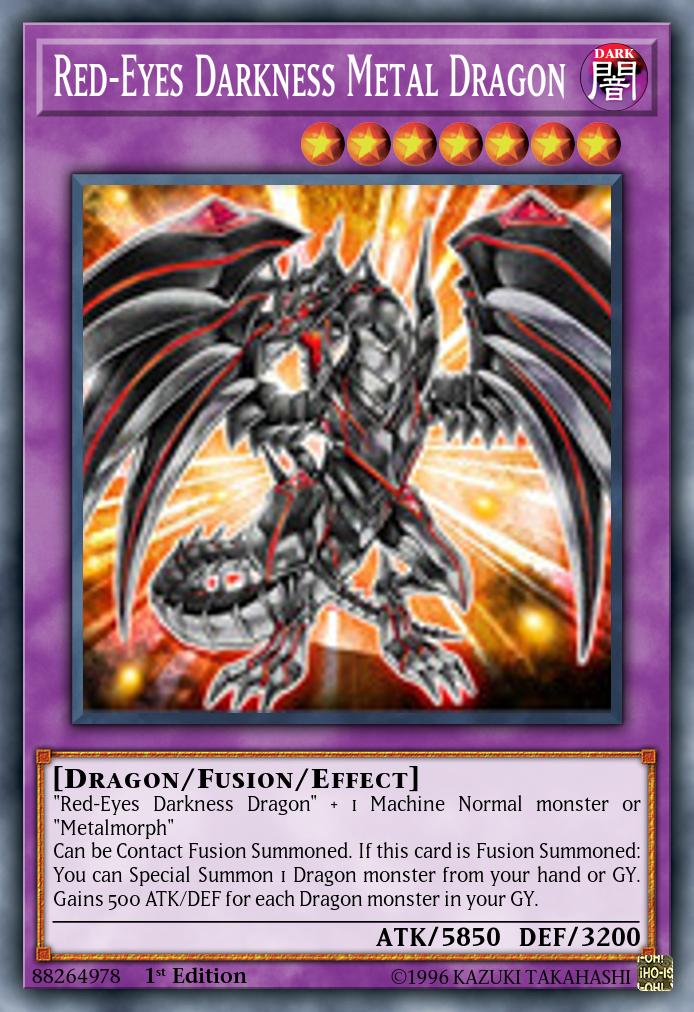 Red-Eyes Darkness Metal Dragon
DARK
闇
[Dragon/Fusion/Effect]
"Red-Eyes Darkness Dragon" + 1 Machine Normal monster or
"Metalmorph"
Can be Contact Fusion Summoned. If this card is Fusion Summoned:
You can Special Summon 1 Dragon monster from your hand or GY.
Gains 500 ATK/DEF for each Dragon monster in your GY.
ATK/5850 DEF/3200
88264978 1st Edition ©1996 KAZUKI TAKAHASHI